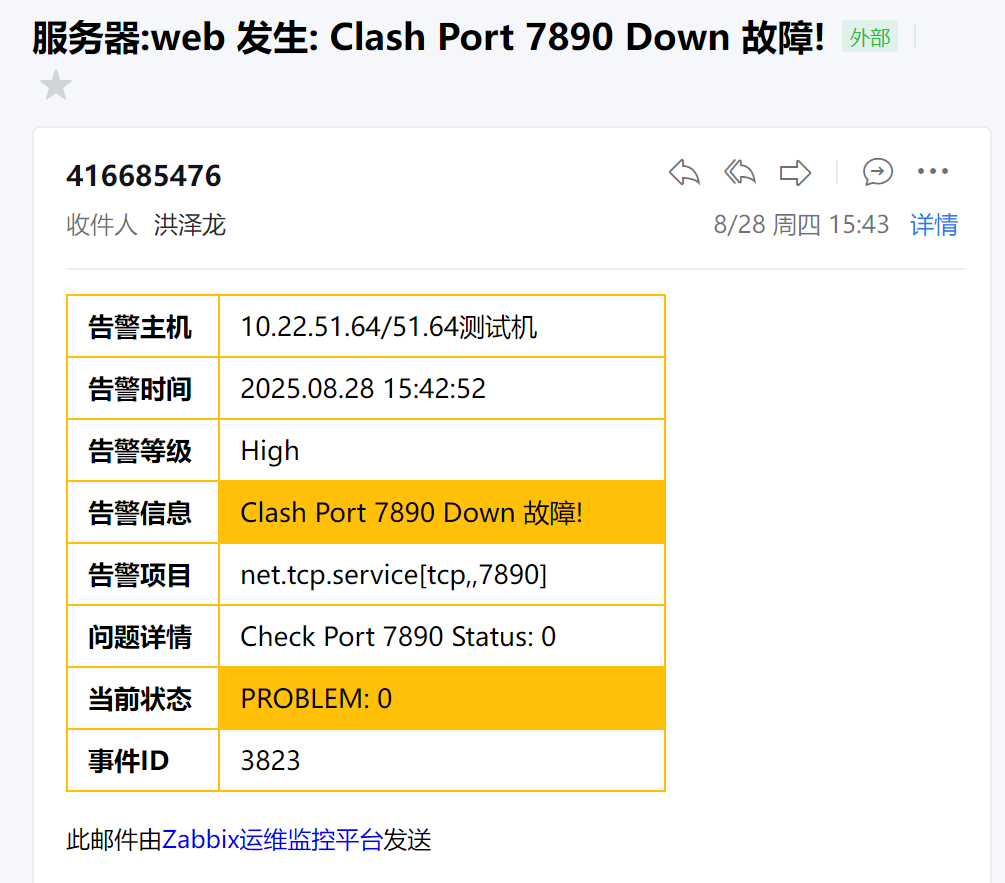 服务器:web 发生: Clash Port 7890 Down 故障! 外部
416685476
收件人 洪泽龙 8/28 周四 15:43 详情
告警主机 10.22.51.64/51.64测试机
告警时间 2025.08.28 15:42:52
告警等级 High
告警信息 Clash Port 7890 Down 故障!
告警项目 net.tcp.service[tcp,,7890]
问题详情 Check Port 7890 Status: 0
当前状态 PROBLEM: 0
事件ID 3823
此邮件由Zabbix运维监控平台发送